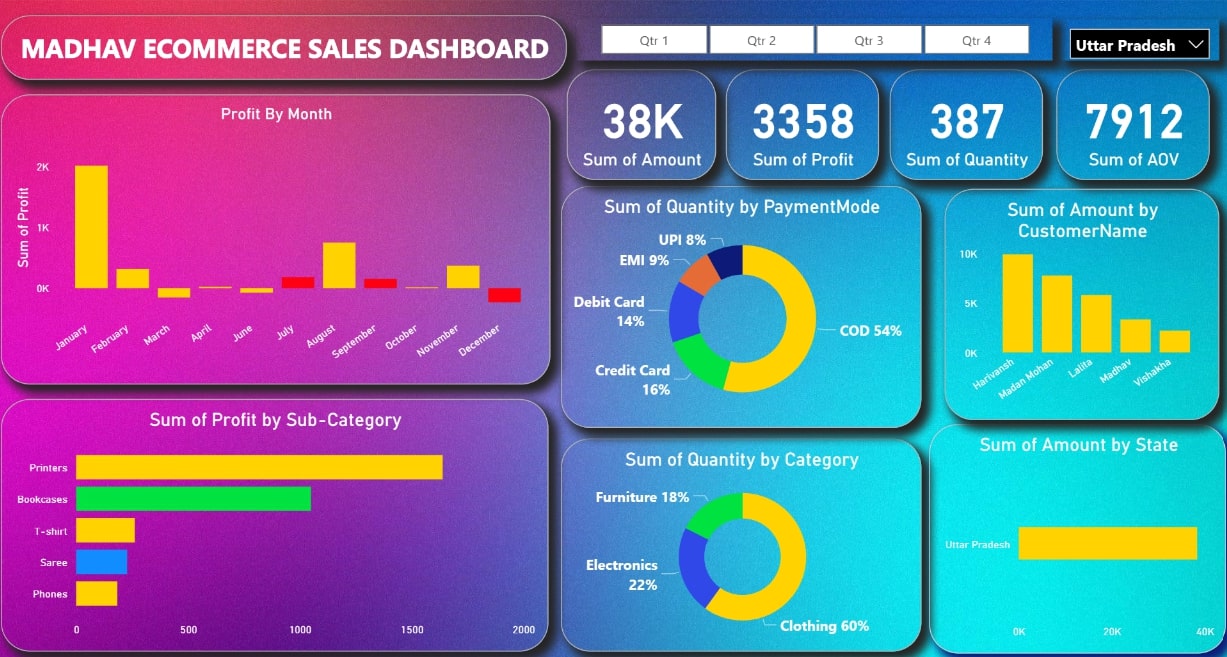 MADHAV ECOMMERCE SALES DASHBOARD
Qtr 1
Qtr 2
Qtr 3
Qtr 4
Uttar Pradesh
38K
Sum of Amount
3358
Sum of Profit
387
Sum of Quantity
7912
Sum of AOV
Profit By Month
Sum of Profit
2K
1K
0K
January
February
March
April
June
July
August
September
October
November
December
Sum of Quantity by PaymentMode
UPI 8%
EMI 9%
Debit Card
14%
Credit Card
16%
COD 54%
Sum of Amount by
CustomerName
10K
5K
0K
Harivansh
Madan Mohan
Lalita
Madhav
Vishakha
Sum of Profit by Sub-Category
Printers
Bookcases
T-shirt
Saree
Phones
0
500
1000
1500
2000
Sum of Quantity by Category
Furniture 18%
Electronics
22%
Clothing 60%
Sum of Amount by State
Uttar Pradesh
0K
20K
40K